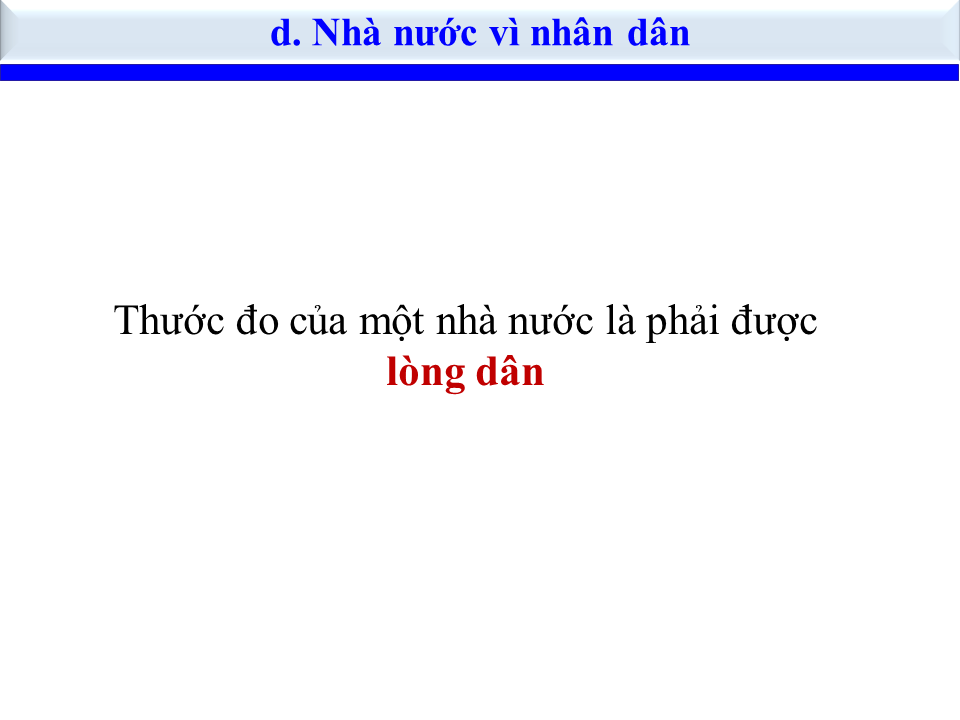 d. Nhà nước vì nhân dân
Thước đo của một nhà nước là phải được
lòng dân